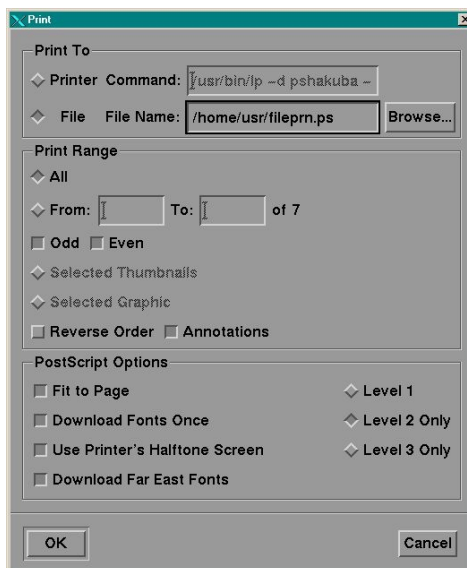 Print
Print To
Printer Command: /usr/bin/lp -d pshakuba -
File File Name: /home/usr/fileprn.ps Browse...
Print Range
All
From: To: of 7
Odd Even
Selected Thumbnails
Selected Graphic
Reverse Order Annotations
PostScript Options
Fit to Page Level 1
Download Fonts Once Level 2 Only
Use Printer's Halftone Screen Level 3 Only
Download Far East Fonts
OK Cancel